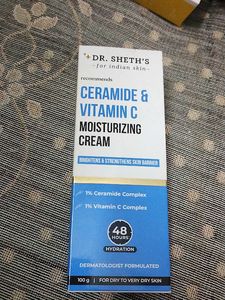 DR. SHETH'S
-for indian skin-
recommends
CERAMIDE &
VITAMIN C
MOISTURIZING
CREAM
BRIGHTENS & STRENGTHENS SKIN BARRIER
1% Ceramide Complex
1% Vitamin C Complex
48
HOURS
HYDRATION
DERMATOLOGIST FORMULATED
100 g | FOR DRY TO VERY DRY SKIN